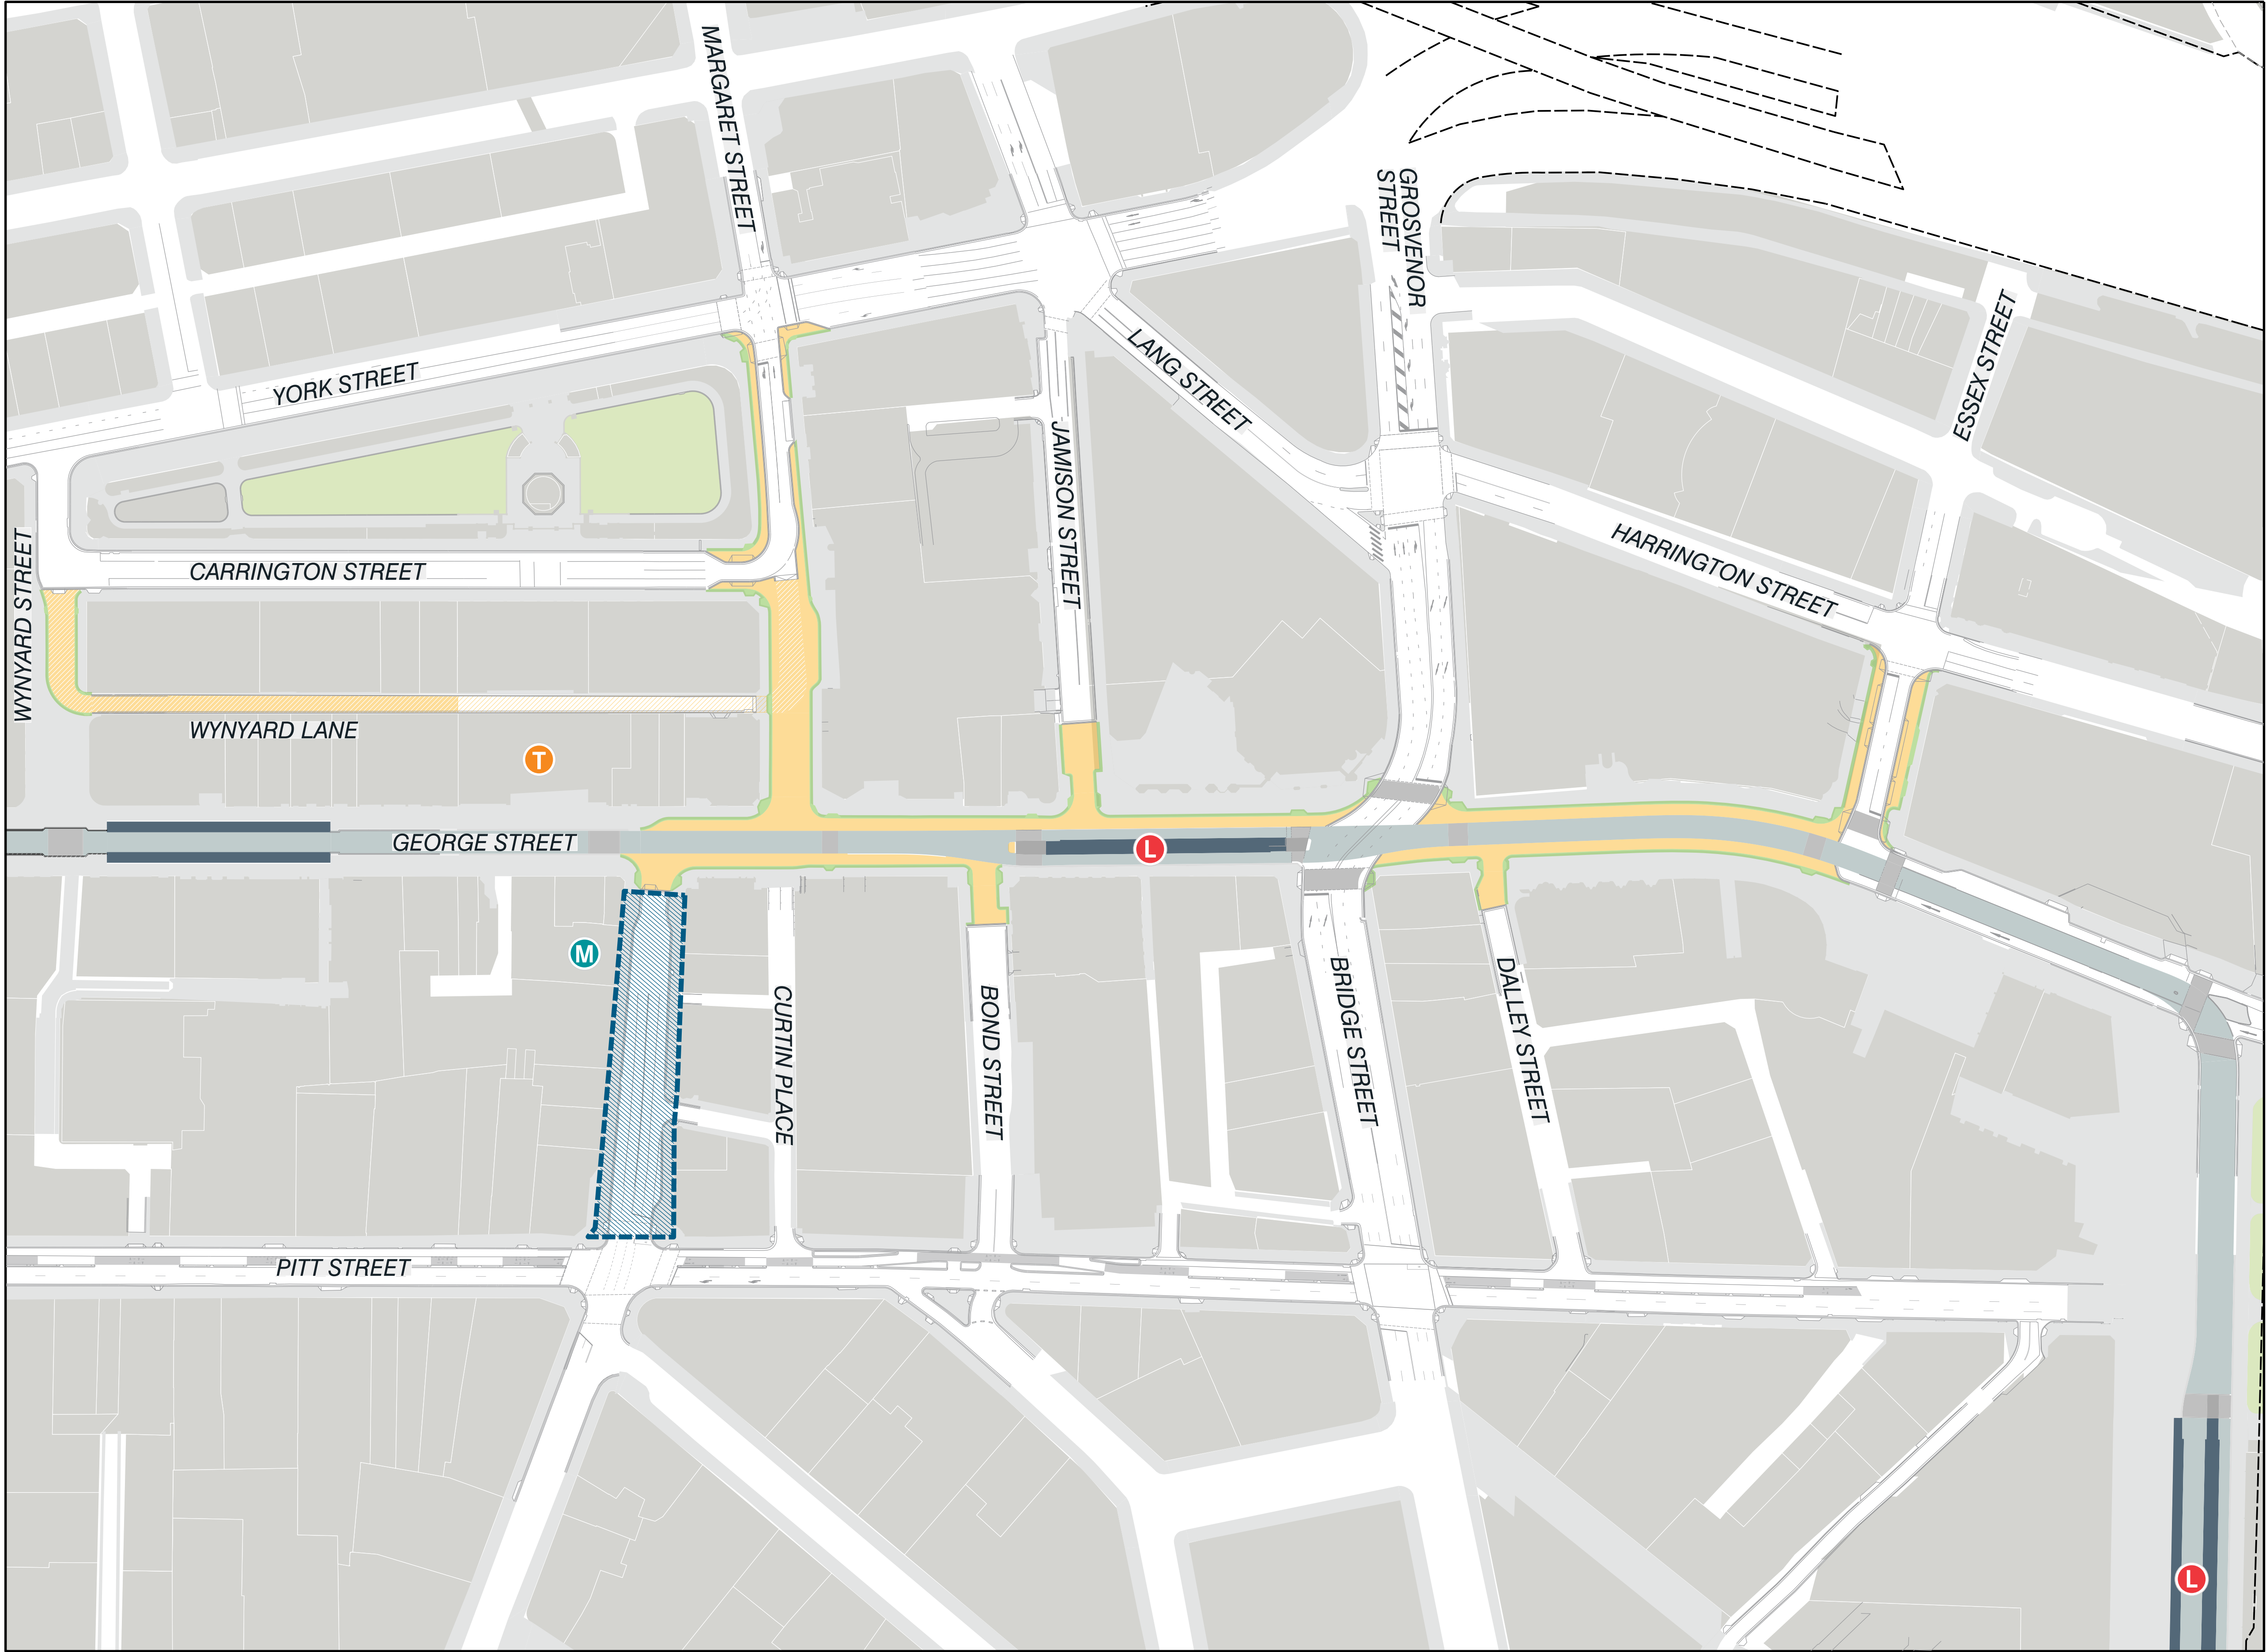 MARGARET STREET
GROSVENOR
STREET
ESSEX STREET
YORK STREET
LANG STREET
JAMISON STREET
HARRINGTON STREET
WYNYARD STREET
CARRINGTON STREET
WYNYARD LANE
T
GEORGE STREET
L
M
CURTIN PLACE
BOND STREET
BRIDGE STREET
DALLEY STREET
PITT STREET
L